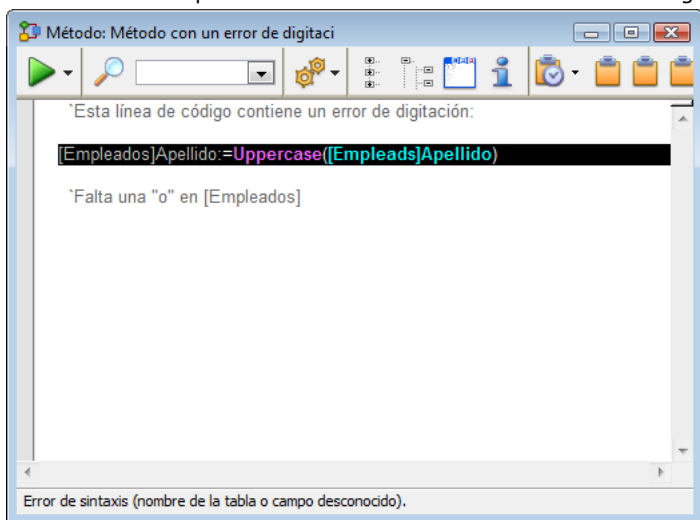 Método: Método con un error de digitaci
`Esta línea de código contiene un error de digitación:
[Empleados]Apellido:=Uppercase([Empleads]Apellido)
`Falta una "o" en [Empleados]
Error de sintaxis (nombre de la tabla o campo desconocido).